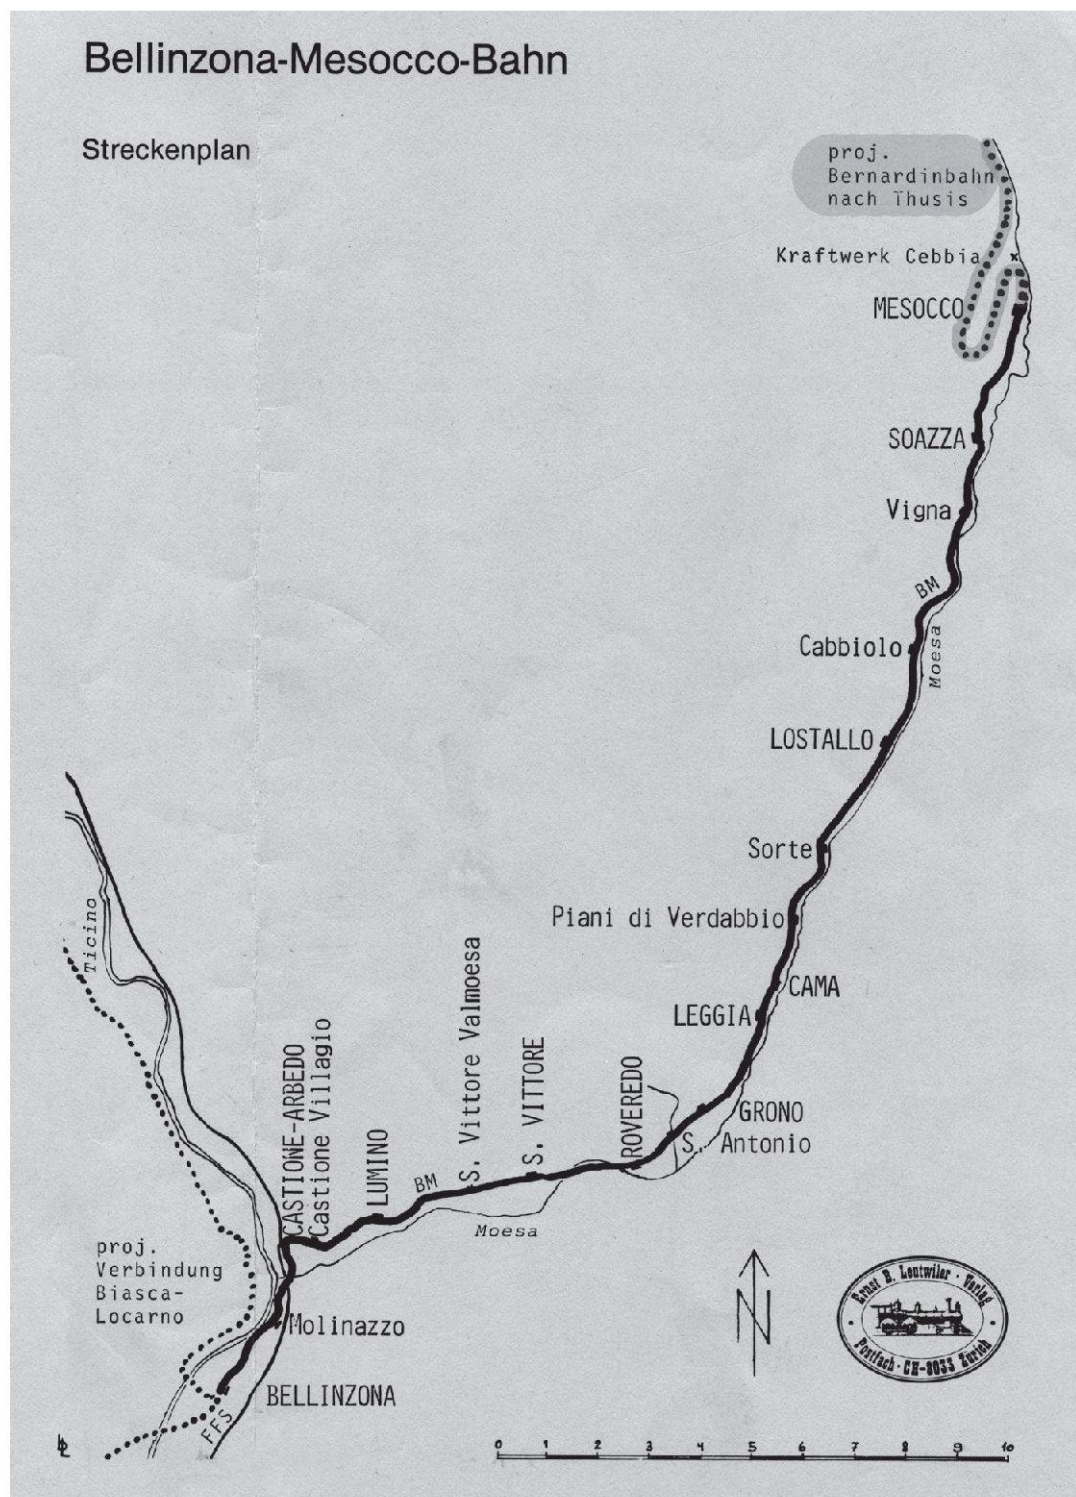 Bellinzona-Mesocco-Bahn
Streckenplan
proj.
Bernardinbahn
nach Thusis
Kraftwerk Cebbia
MESOCCO
SOAZZA
Vigna
BM
Cabbiolo
Moesa
LOSTALLO
Sorte
Piani di Verdabbio
CAMA
LEGGIA
GRONO
S. Antonio
ROVEREDO
S. VITTORE
S. Vittore Valmoesa
BM
Moesa
LUMINO
Castione Villagio
CASTIONE-ARBEDO
Ticino
proj.
Verbindung
Biasca-
Locarno
Molinazzo
BELLINZONA
FFS
N
Ernst B. Leutwiler · Verlag
Postfach · CH-8033 Zürich
0 1 2 3 4 5 6 7 8 9 10